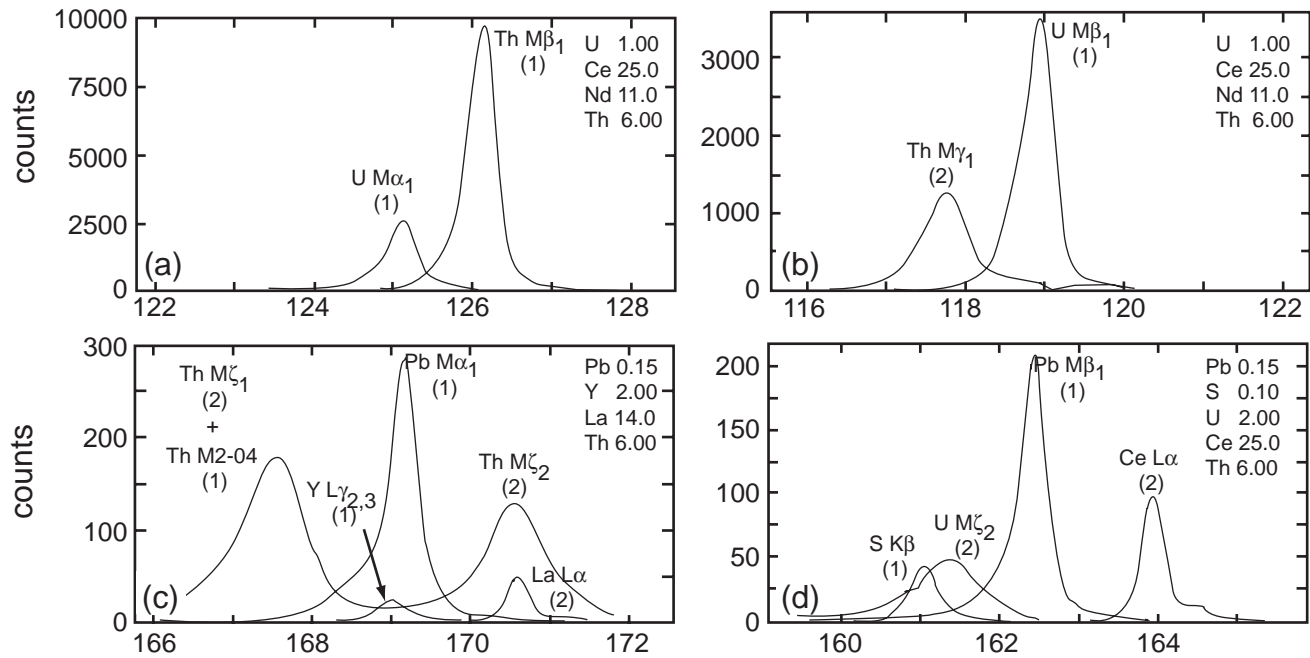 10000
7500
5000
2500
0
counts
Th Mβ1
(1)
U Mα1
(1)
U 1.00
Ce 25.0
Nd 11.0
Th 6.00
(a)
122 124 126 128
3000
2000
1000
0
U Mβ1
(1)
Th Mγ1
(2)
U 1.00
Ce 25.0
Nd 11.0
Th 6.00
(b)
116 118 120 122
300
200
100
0
counts
Th Mζ1
(2)
+
Th M2-04
(1)
Pb Mα1
(1)
Y Lγ2,3
(1)
Th Mζ2
(2)
La Lα
(2)
Pb 0.15
Y 2.00
La 14.0
Th 6.00
(c)
166 168 170 172
200
150
100
50
0
Pb Mβ1
(1)
S Kβ
(1)
U Mζ2
(2)
Ce Lα
(2)
Pb 0.15
S 0.10
U 2.00
Ce 25.0
Th 6.00
(d)
160 162 164